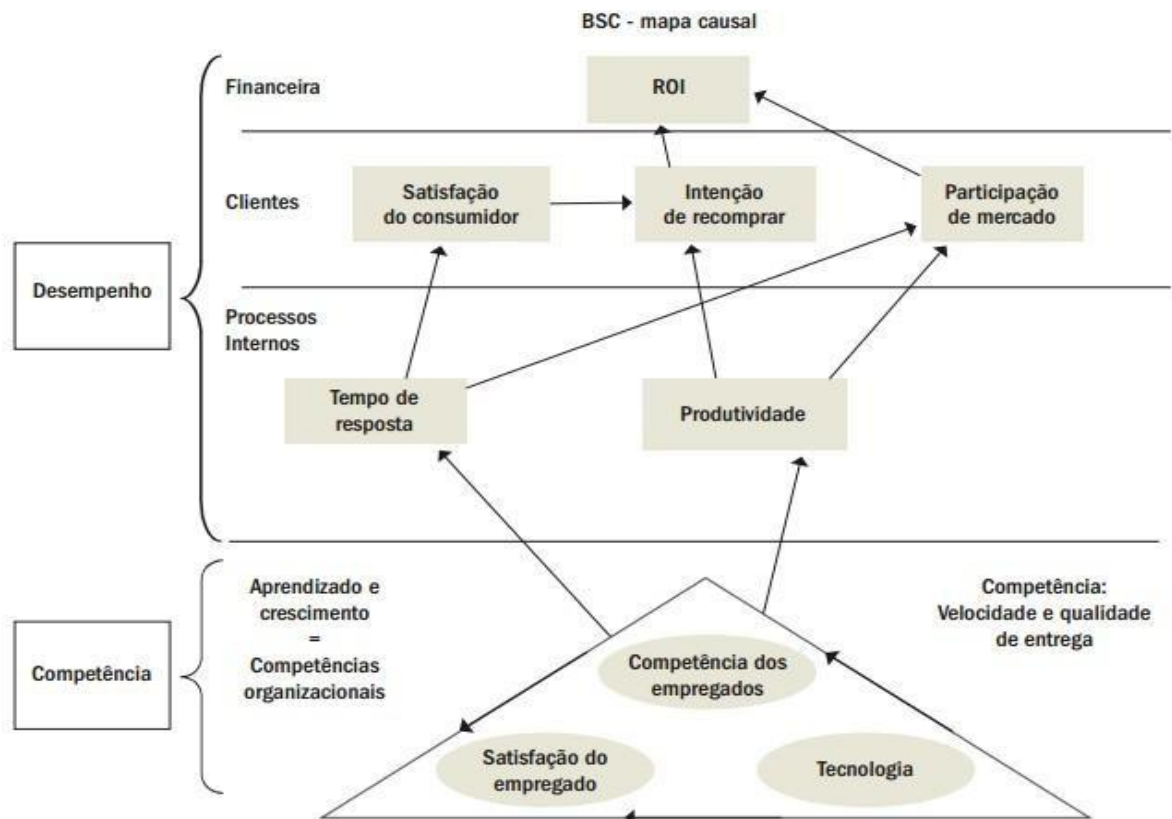 BSC - mapa causal
Financeira
ROI
Clientes
Satisfação
do consumidor
Intenção
de recomprar
Participação
de mercado
Desempenho
Processos
Internos
Tempo de
resposta
Produtividade
Aprendizado e
crescimento
=
Competências
organizacionais
Competência:
Velocidade e qualidade
de entrega
Competência
Competência dos
empregados
Satisfação do
empregado
Tecnologia